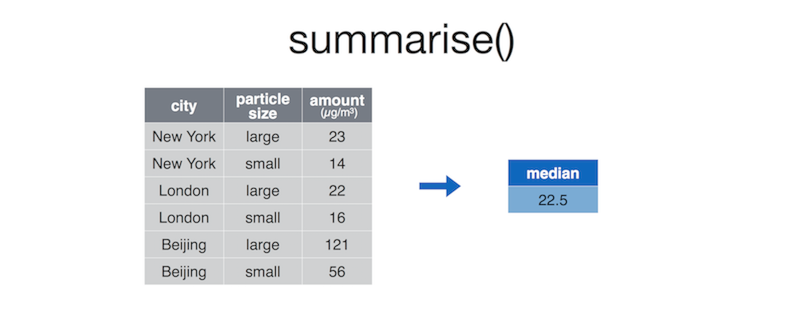 summarise()
city particle size amount (µg/m³)
New York large 23
New York small 14
London large 22
London small 16
Beijing large 121
Beijing small 56
median
22.5